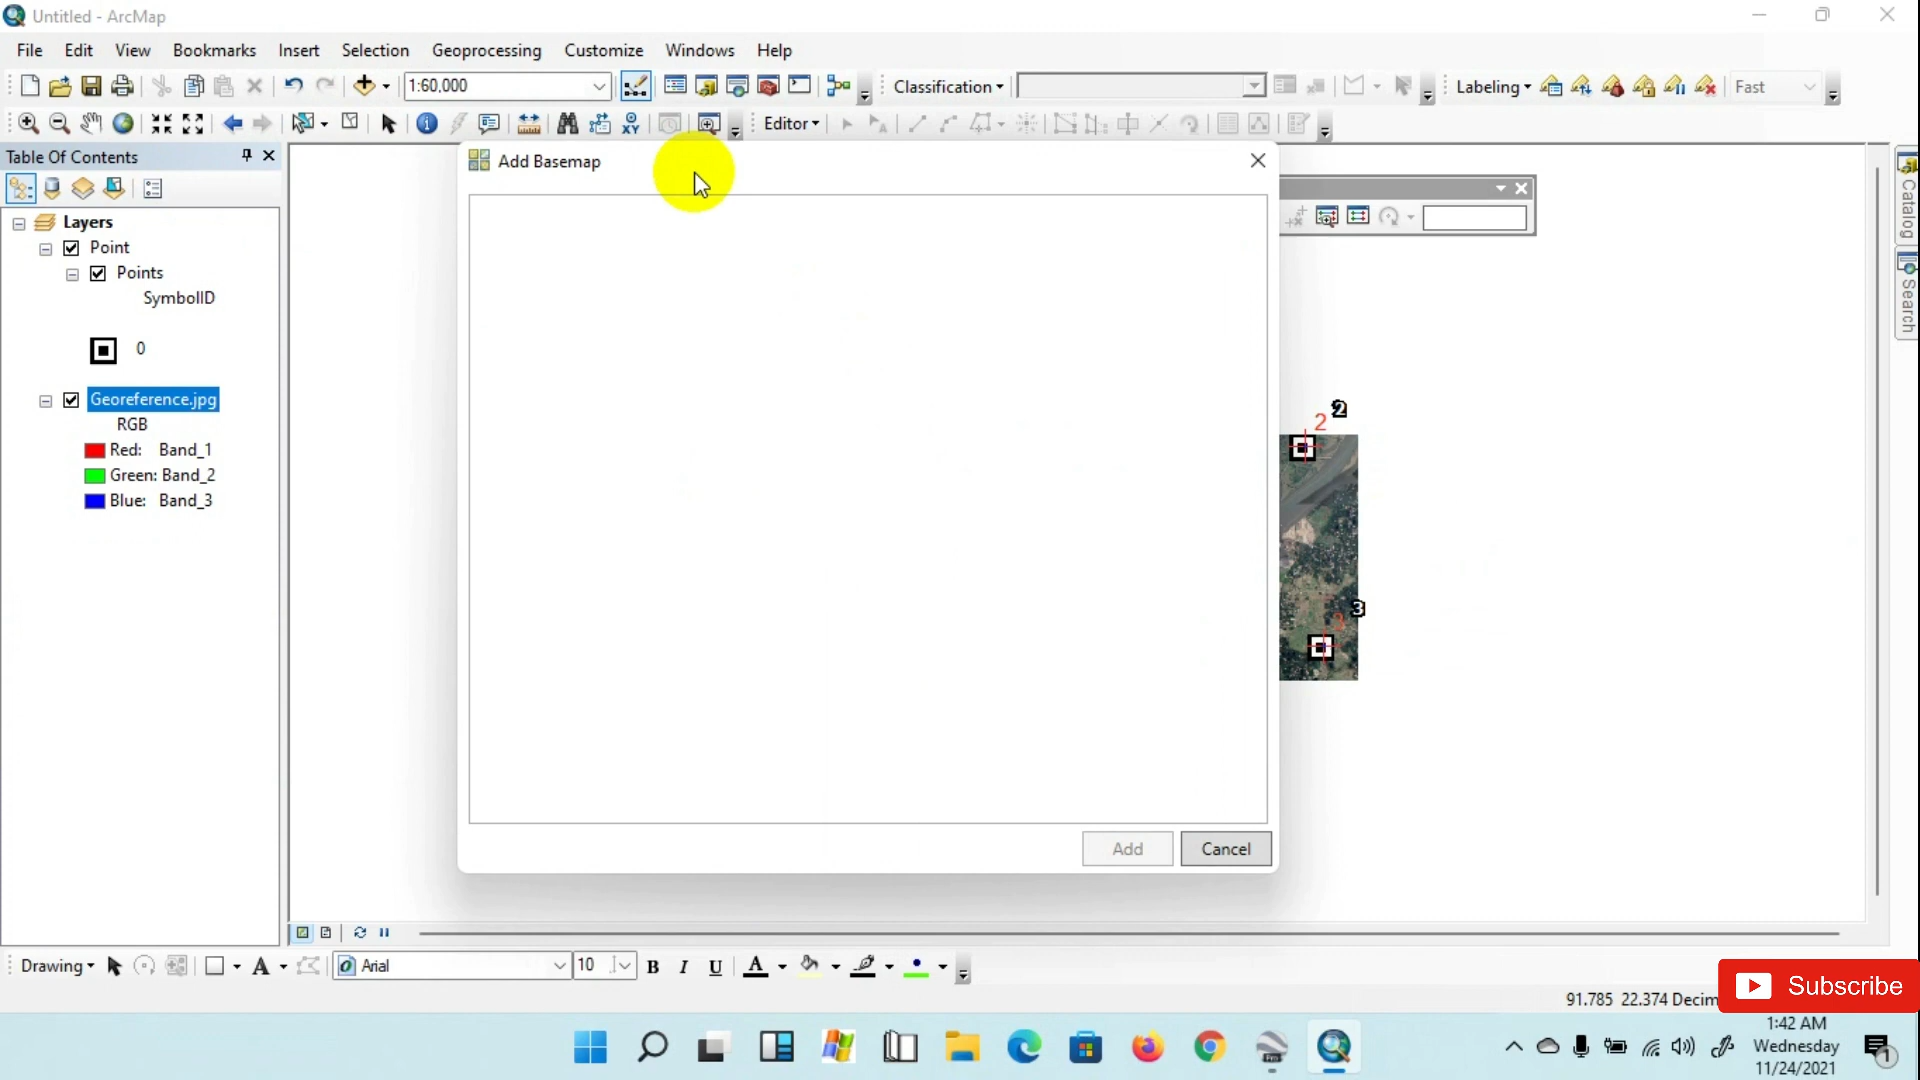 Untitled - ArcMap
File Edit View Bookmarks Insert Selection Geoprocessing Customize Windows Help
1:60,000 Classification Labeling Fast
Editor
Table Of Contents
Add Basemap
Layers
Point
Points
SymbolID
0
Georeference.jpg
RGB
Red: Band_1
Green: Band_2
Blue: Band_3
2
2
3
3
Catalog
Search
Add Cancel
Drawing A Arial 10 B I U A
91.785 22.374 Decim
Subscribe
1:42 AM
Wednesday
11/24/2021
1